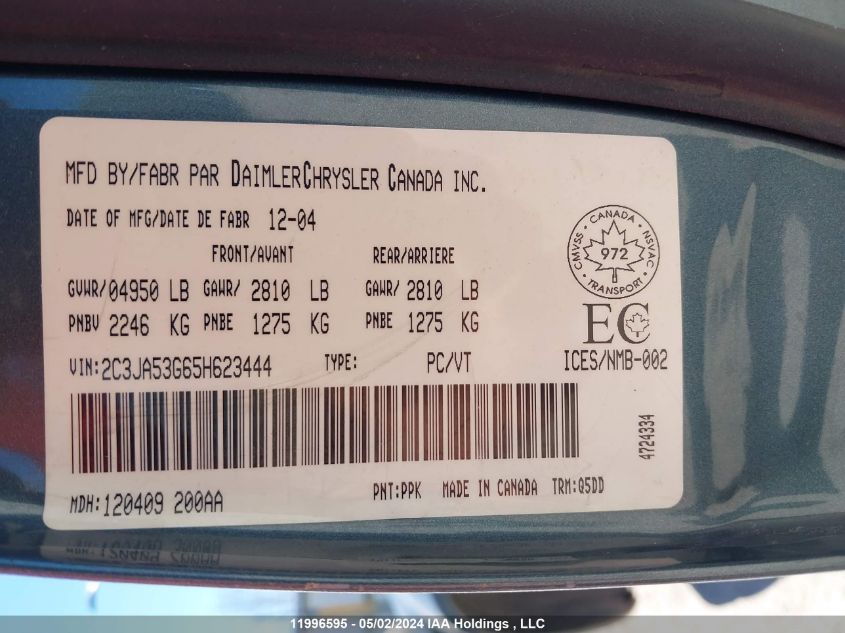 MFD BY/FABR PAR DAIMLERCHRYSLER CANADA INC.
DATE OF MFG/DATE DE FABR 12-04
FRONT/AVANT REAR/ARRIERE
GVWR/04950 LB GAWR/ 2810 LB GAWR/ 2810 LB
PNBV 2246 KG PNBE 1275 KG PNBE 1275 KG
VIN:2C3JA53G65H623444 TYPE: PC/VT
CANADA
CMVSS 972 NSVAC
TRANSPORT
EC
ICES/NMB-002
4724334
MDH:120409 200AA PNT:PPK MADE IN CANADA TRM:Q5DD
11996595 - 05/02/2024 IAA Holdings , LLC